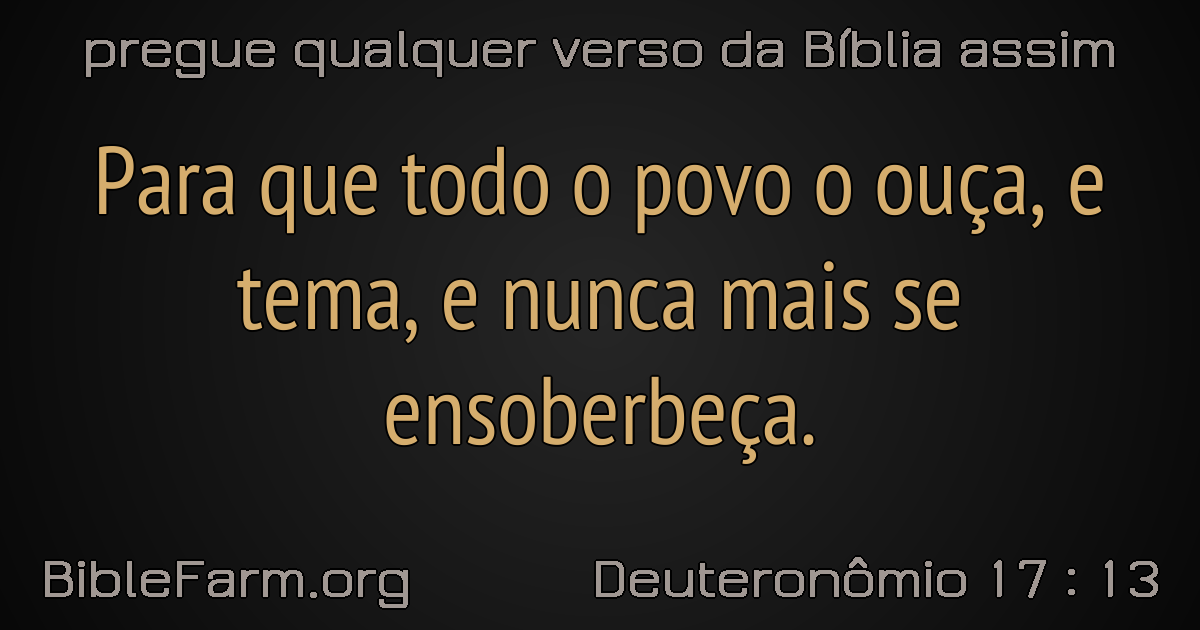 pregue qualquer verso da Bíblia assim
Para que todo o povo o ouça, e
tema, e nunca mais se
ensoberbeça.
BibleFarm.org
Deuteronômio 17 : 13